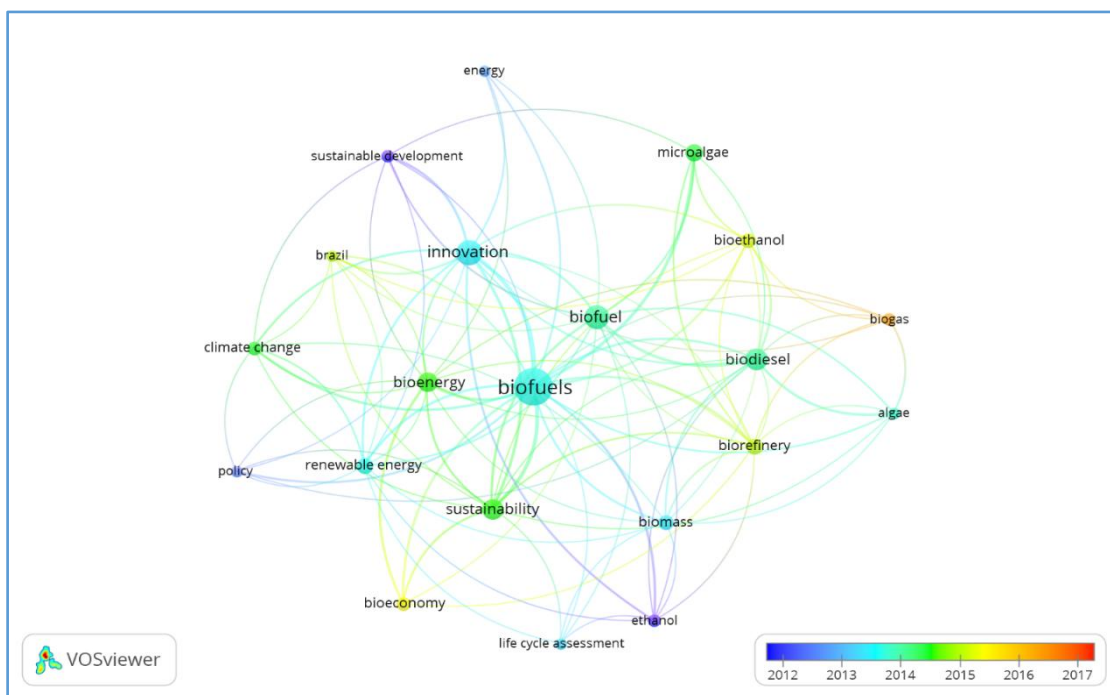 energy
sustainable development
microalgae
innovation
bioethanol
brazil
biofuel
biogas
climate change
biodiesel
bioenergy
biofuels
algae
biorefinery
policy
renewable energy
sustainability
biomass
bioeconomy
ethanol
life cycle assessment
VOSviewer
2012 2013 2014 2015 2016 2017